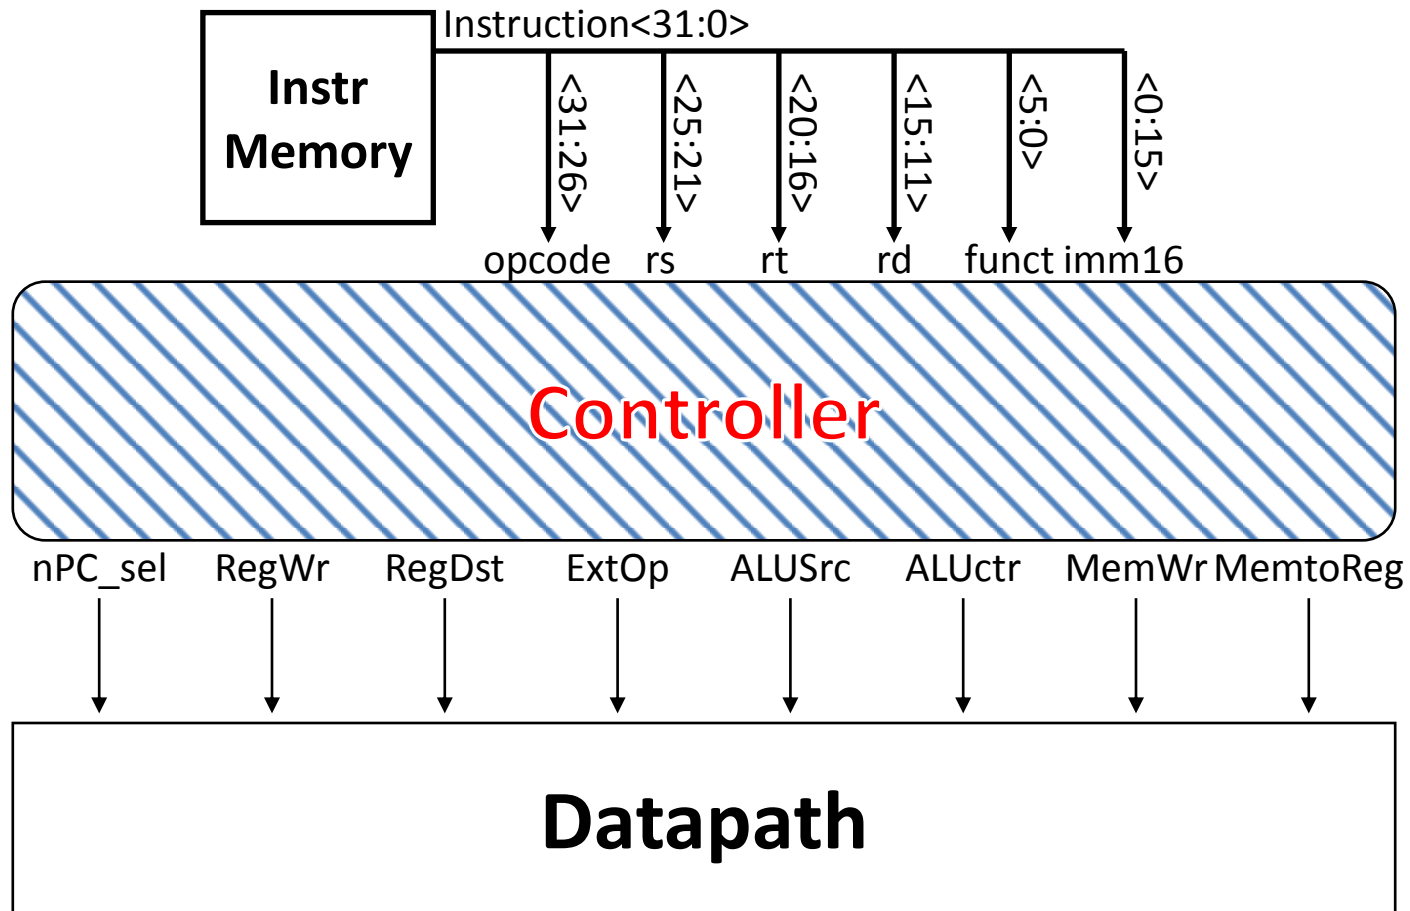 Instruction<31:0>
Instr
Memory
<31:26>
<25:21>
<20:16>
<15:11>
<5:0>
<0:15>
opcode rs rt rd funct imm16
Controller
nPC_sel RegWr RegDst ExtOp ALUSrc ALUctr MemWr MemtoReg
Datapath